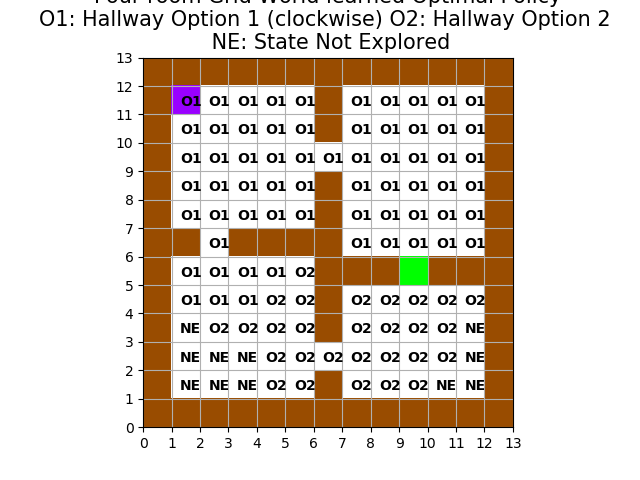 Four room Grid World learned Optimal Policy
O1: Hallway Option 1 (clockwise) O2: Hallway Option 2
NE: State Not Explored
13
12
O1 O1 O1 O1 O1 O1 O1 O1 O1 O1
11
O1 O1 O1 O1 O1 O1 O1 O1 O1 O1
10
O1 O1 O1 O1 O1 O1 O1 O1 O1 O1 O1
9
O1 O1 O1 O1 O1 O1 O1 O1 O1 O1
8
O1 O1 O1 O1 O1 O1 O1 O1 O1 O1
7
O1 O1 O1 O1 O1 O1
6
O1 O1 O1 O1 O2
5
O1 O1 O1 O2 O2 O2 O2 O2 O2 O2
4
NE O2 O2 O2 O2 O2 O2 O2 O2 NE
3
NE NE NE O2 O2 O2 O2 O2 O2 O2 NE
2
NE NE NE O2 O2 O2 O2 O2 NE NE
1
0
0 1 2 3 4 5 6 7 8 9 10 11 12 13